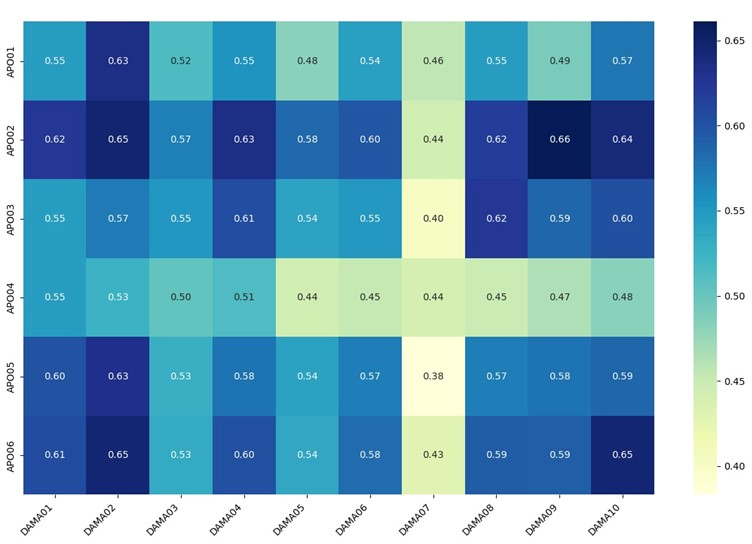 APO01 0.55 0.63 0.52 0.55 0.48 0.54 0.46 0.55 0.49 0.57
APO02 0.62 0.65 0.57 0.63 0.58 0.60 0.44 0.62 0.66 0.64
APO03 0.55 0.57 0.55 0.61 0.54 0.55 0.40 0.62 0.59 0.60
APO04 0.55 0.53 0.50 0.51 0.44 0.45 0.44 0.45 0.47 0.48
APO05 0.60 0.63 0.53 0.58 0.54 0.57 0.38 0.57 0.58 0.59
APO06 0.61 0.65 0.53 0.60 0.54 0.58 0.43 0.59 0.59 0.65
DAMA01 DAMA02 DAMA03 DAMA04 DAMA05 DAMA06 DAMA07 DAMA08 DAMA09 DAMA10
0.65
0.60
0.55
0.50
0.45
0.40